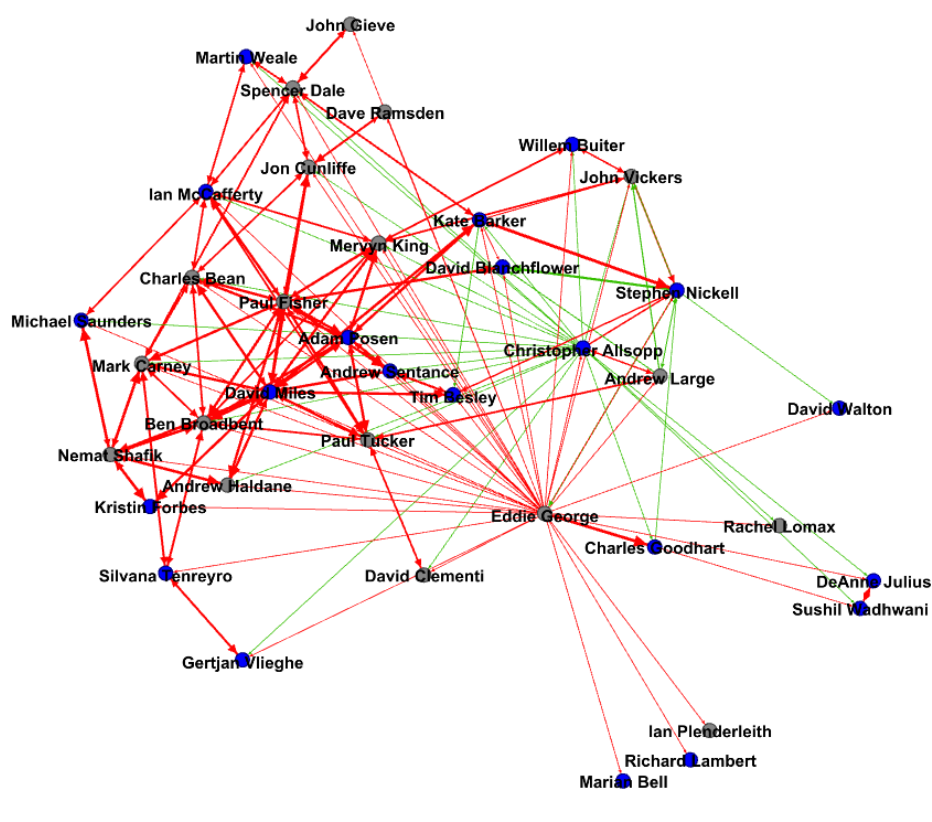 John Gieve
Martin Weale
Spencer Dale
Dave Ramsden
Willem Buiter
Jon Cunliffe
John Vickers
Ian McCafferty
Kate Barker
Mervyn King
David Blanchflower
Charles Bean
Stephen Nickell
Paul Fisher
Michael Saunders
Adam Posen
Christopher Allsopp
Mark Carney
Andrew Sentance
Andrew Large
David Miles
Tim Besley
David Walton
Ben Broadbent
Paul Tucker
Nemat Shafik
Andrew Haldane
Kristin Forbes
Eddie George
Rachel Lomax
Charles Goodhart
Silvana Tenreyro
David Clementi
DeAnne Julius
Sushil Wadhwani
Gertjan Vlieghe
Ian Plenderleith
Richard Lambert
Marian Bell